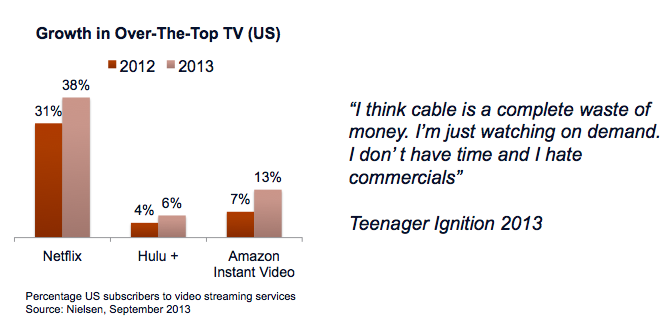 Growth in Over-The-Top TV (US)
2012 2013
31% 38%
4% 6%
7% 13%
Netflix
Hulu +
Amazon
Instant Video
Percentage US subscribers to video streaming services
Source: Nielsen, September 2013
“I think cable is a complete waste of
money. I’m just watching on demand.
I don’ t have time and I hate
commercials”
Teenager Ignition 2013